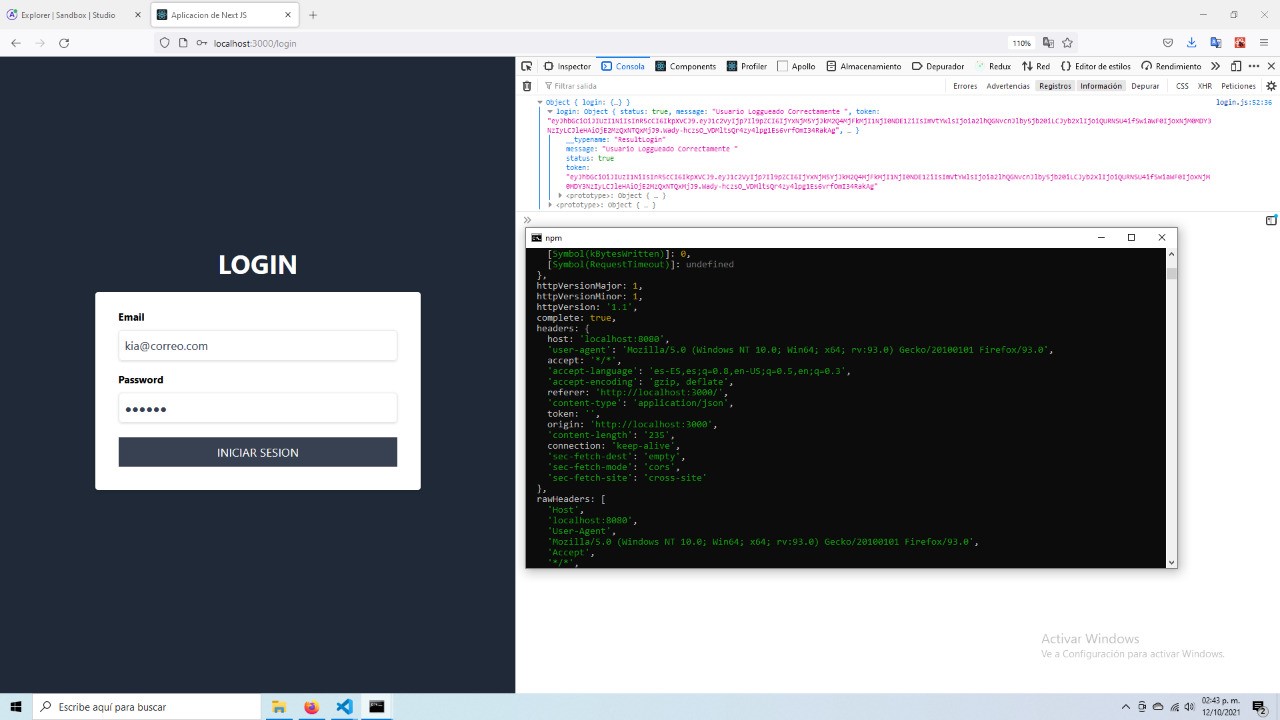 Explorer | Sandbox | Studio
Aplicacion de Next JS
localhost:3000/login
110%
Inspector
Consola
Components
Profiler
Apollo
Almacenamiento
Depurador
Redux
Red
Editor de estilos
Rendimiento
Filtrar salida
Errores
Advertencias
Registros
Información
Depurar
CSS
XHR
Peticiones
Object { login: {…} }
login.js:52:36
login: Object { status: true, message: "Usuario Loggueado Correctamente ", token:
__typename: "ResultLogin"
message: "Usuario Loggueado Correctamente "
status: true
token:
<prototype>: Object { … }
<prototype>: Object { … }
LOGIN
Email
kia@correo.com
Password
INICIAR SESION
npm
[Symbol(kBytesWritten)]: 0,
[Symbol(RequestTimeout)]: undefined
},
httpVersionMajor: 1,
httpVersionMinor: 1,
httpVersion: '1.1',
complete: true,
headers: {
host: 'localhost:8080',
'user-agent': 'Mozilla/5.0 (Windows NT 10.0; Win64; x64; rv:93.0) Gecko/20100101 Firefox/93.0',
accept: '*/*',
'accept-language': 'es-ES,es;q=0.8,en-US;q=0.5,en;q=0.3',
'accept-encoding': 'gzip, deflate',
referer: 'http://localhost:3000/',
'content-type': 'application/json',
token: '',
origin: 'http://localhost:3000',
'content-length': '235',
connection: 'keep-alive',
'sec-fetch-dest': 'empty',
'sec-fetch-mode': 'cors',
'sec-fetch-site': 'cross-site'
},
rawHeaders: [
'Host',
'localhost:8080',
'User-Agent',
'Mozilla/5.0 (Windows NT 10.0; Win64; x64; rv:93.0) Gecko/20100101 Firefox/93.0',
'Accept',
'*/*',
Activar Windows
Ve a Configuración para activar Windows.
Escribe aquí para buscar
02:43 p. m.
12/10/2021
2